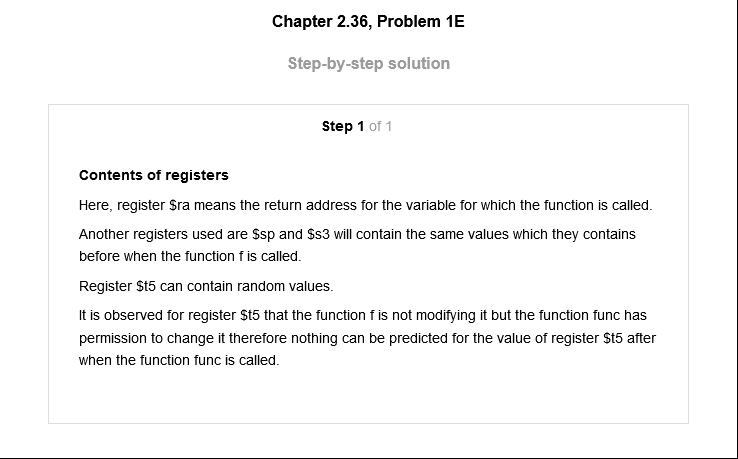 Chapter 2.36, Problem 1E
Step-by-step solution
Step 1 of 1
Contents of registers
Here, register $ra means the return address for the variable for which the function is called.
Another registers used are $sp and $s3 will contain the same values which they contains
before when the function f is called.
Register $t5 can contain random values.
It is observed for register $t5 that the function f is not modifying it but the function func has
permission to change it therefore nothing can be predicted for the value of register $t5 after
when the function func is called.